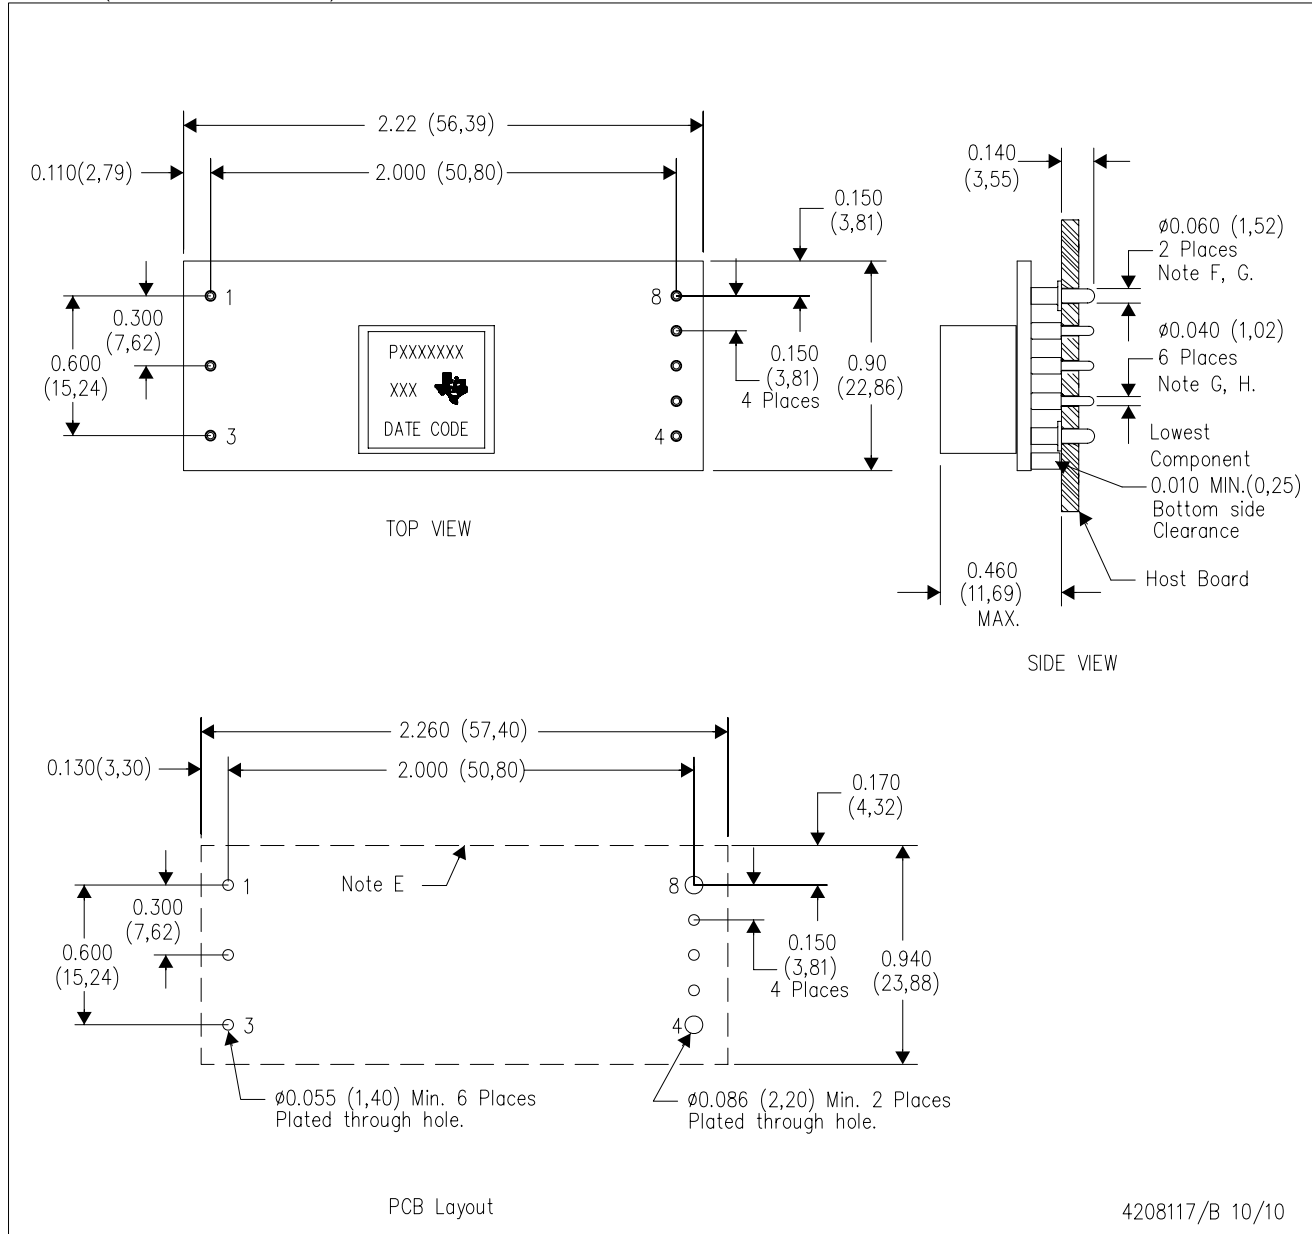 2.22 (56,39)
0.110(2,79)
2.000 (50,80)
0.150
(3,81)
1
8
0.300
(7,62)
0.600
(15,24)
PXXXXXXX
XXX
DATE CODE
3
4
0.150
(3,81)
4 Places
0.90
(22,86)
TOP VIEW
0.140
(3,55)
ø0.060 (1,52)
2 Places
Note F, G.
ø0.040 (1,02)
6 Places
Note G, H.
Lowest
Component
0.010 MIN.(0,25)
Bottom side
Clearance
Host Board
0.460
(11,69)
MAX.
SIDE VIEW
2.260 (57,40)
0.130(3,30)
2.000 (50,80)
0.170
(4,32)
Note E
1
8
0.300
(7,62)
0.600
(15,24)
0.150
(3,81)
4 Places
0.940
(23,88)
3
4
ø0.055 (1,40) Min. 6 Places
Plated through hole.
ø0.086 (2,20) Min. 2 Places
Plated through hole.
PCB Layout
4208117/B 10/10